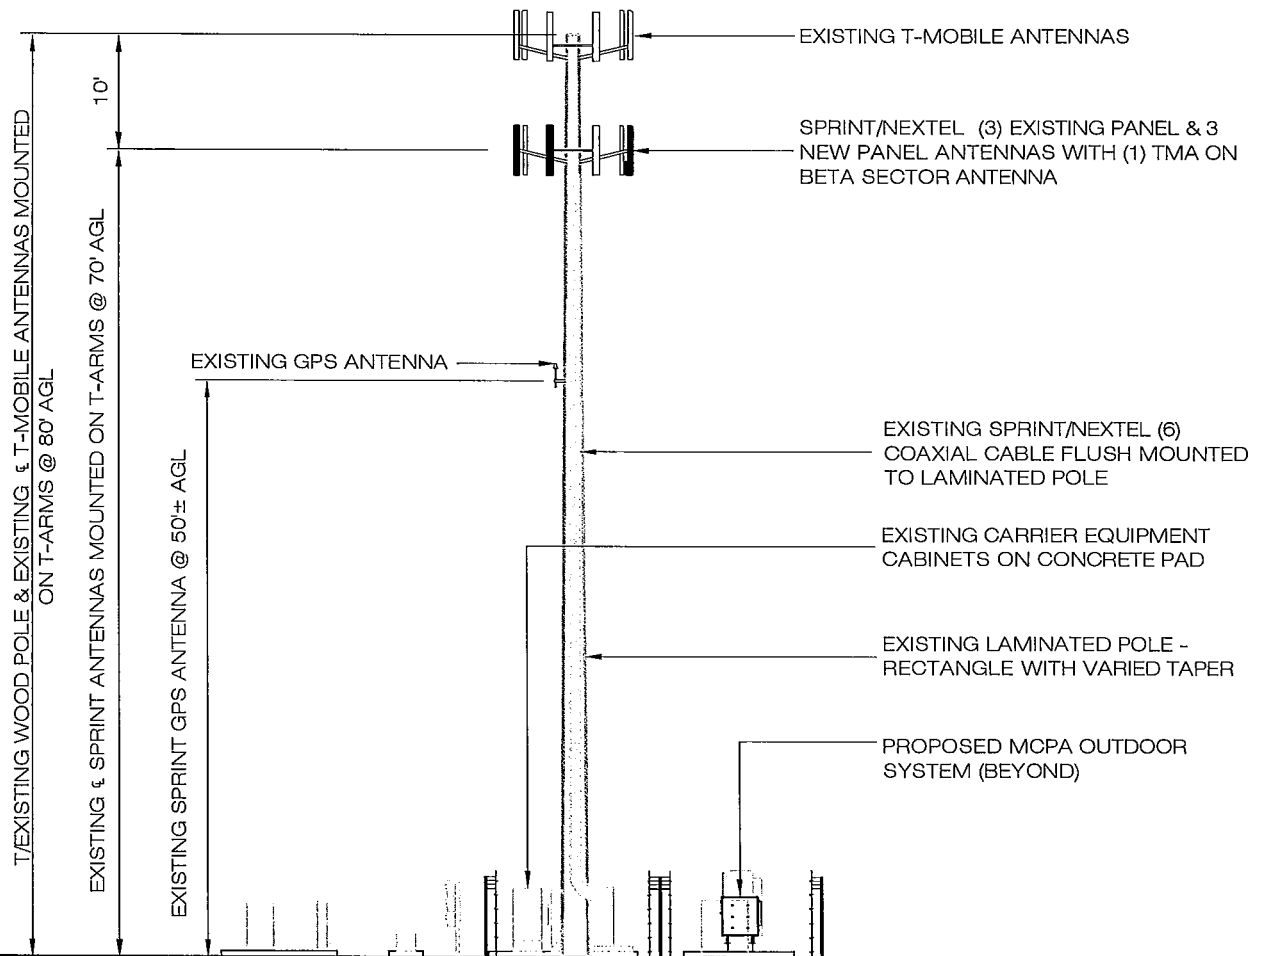 EXISTING T-MOBILE ANTENNAS
10'
SPRINT/NEXTEL (3) EXISTING PANEL & 3
NEW PANEL ANTENNAS WITH (1) TMA ON
BETA SECTOR ANTENNA
T/EXISTING WOOD POLE & EXISTING ℄ T-MOBILE ANTENNAS MOUNTED
ON T-ARMS @ 80' AGL
EXISTING ℄ SPRINT ANTENNAS MOUNTED ON T-ARMS @ 70' AGL
EXISTING SPRINT GPS ANTENNA @ 50'± AGL
EXISTING GPS ANTENNA
EXISTING SPRINT/NEXTEL (6)
COAXIAL CABLE FLUSH MOUNTED
TO LAMINATED POLE
EXISTING CARRIER EQUIPMENT
CABINETS ON CONCRETE PAD
EXISTING LAMINATED POLE -
RECTANGLE WITH VARIED TAPER
PROPOSED MCPA OUTDOOR
SYSTEM (BEYOND)